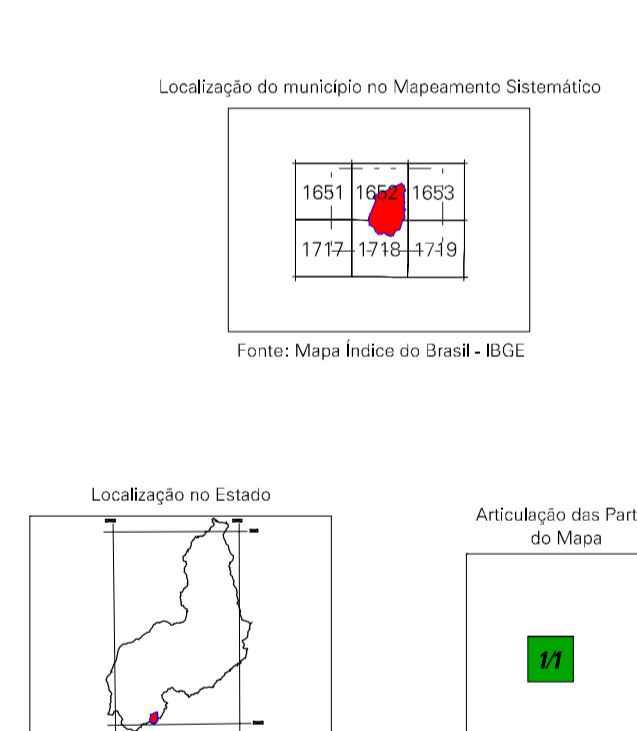 Localização do município no Mapeamento Sistemático
1651 1652 1653
1717 1718 1719
Fonte: Mapa Índice do Brasil - IBGE
Localização no Estado
Articulação das Part
do Mapa
1/1